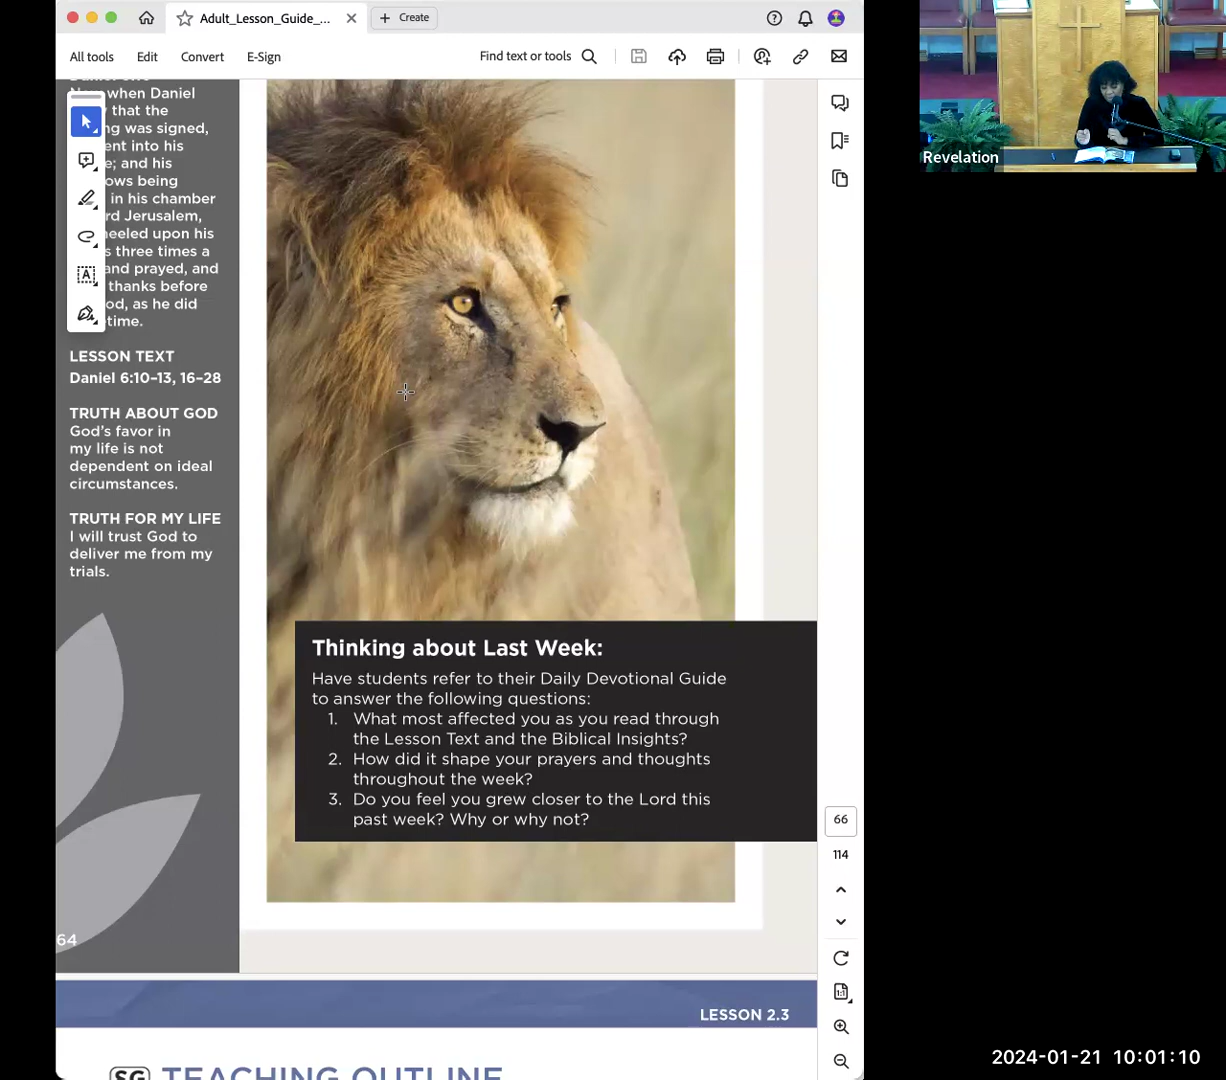 Adult_Lesson_Guide_...
Create
All tools
Edit
Convert
E-Sign
Find text or tools
when Daniel
that the
was signed,
and his
being
in his chamber
Jerusalem,
upon his
three times a
and prayed, and
thanks before
as he did
time.
LESSON TEXT
Daniel 6:10–13, 16–28
TRUTH ABOUT GOD
God's favor in
my life is not
dependent on ideal
circumstances.
TRUTH FOR MY LIFE
I will trust God to
deliver me from my
trials.
64
Thinking about Last Week:
Have students refer to their Daily Devotional Guide
to answer the following questions:
1. What most affected you as you read through
the Lesson Text and the Biblical Insights?
2. How did it shape your prayers and thoughts
throughout the week?
3. Do you feel you grew closer to the Lord this
past week? Why or why not?
66
114
LESSON 2.3
SG TEACHING OUTLINE
Revelation
2024-01-21 10:01:10